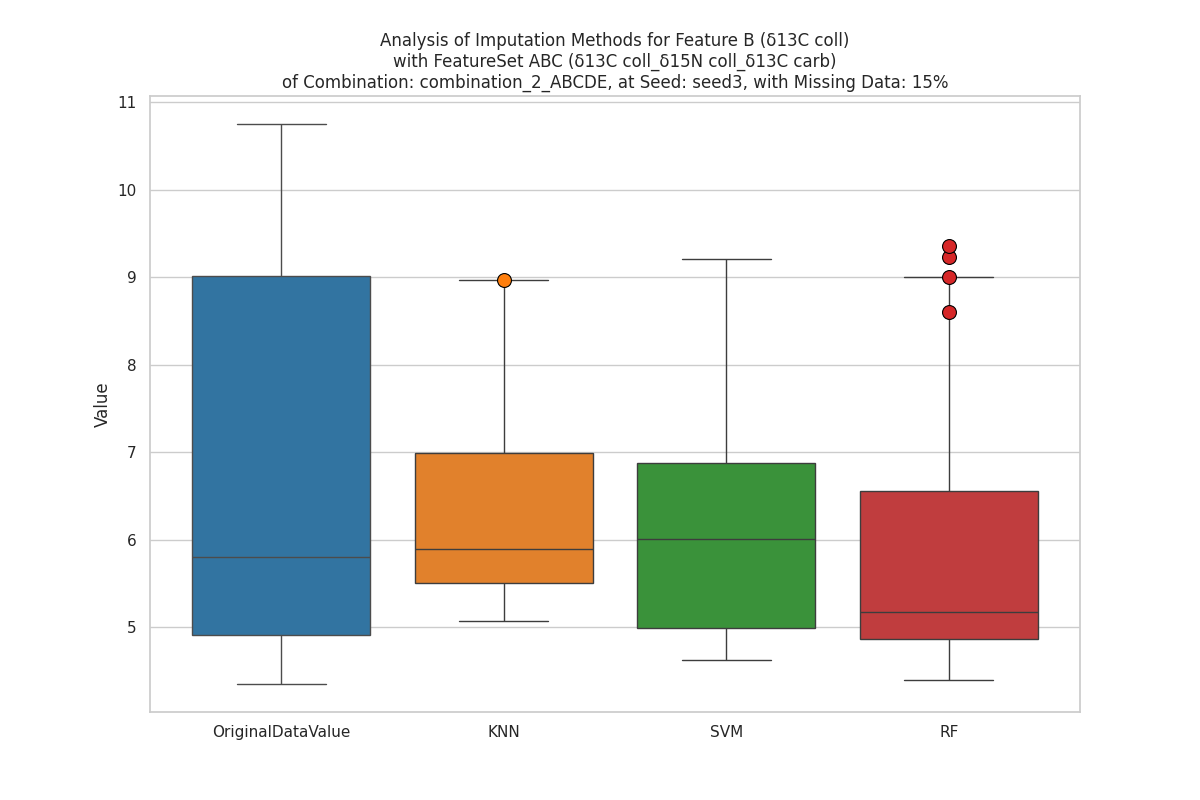 Analysis of Imputation Methods for Feature B (δ13C coll)
with FeatureSet ABC (δ13C coll_δ15N coll_δ13C carb)
of Combination: combination_2_ABCDE, at Seed: seed3, with Missing Data: 15%
11
10
9
8
7
6
5
Value
OriginalDataValue KNN SVM RF